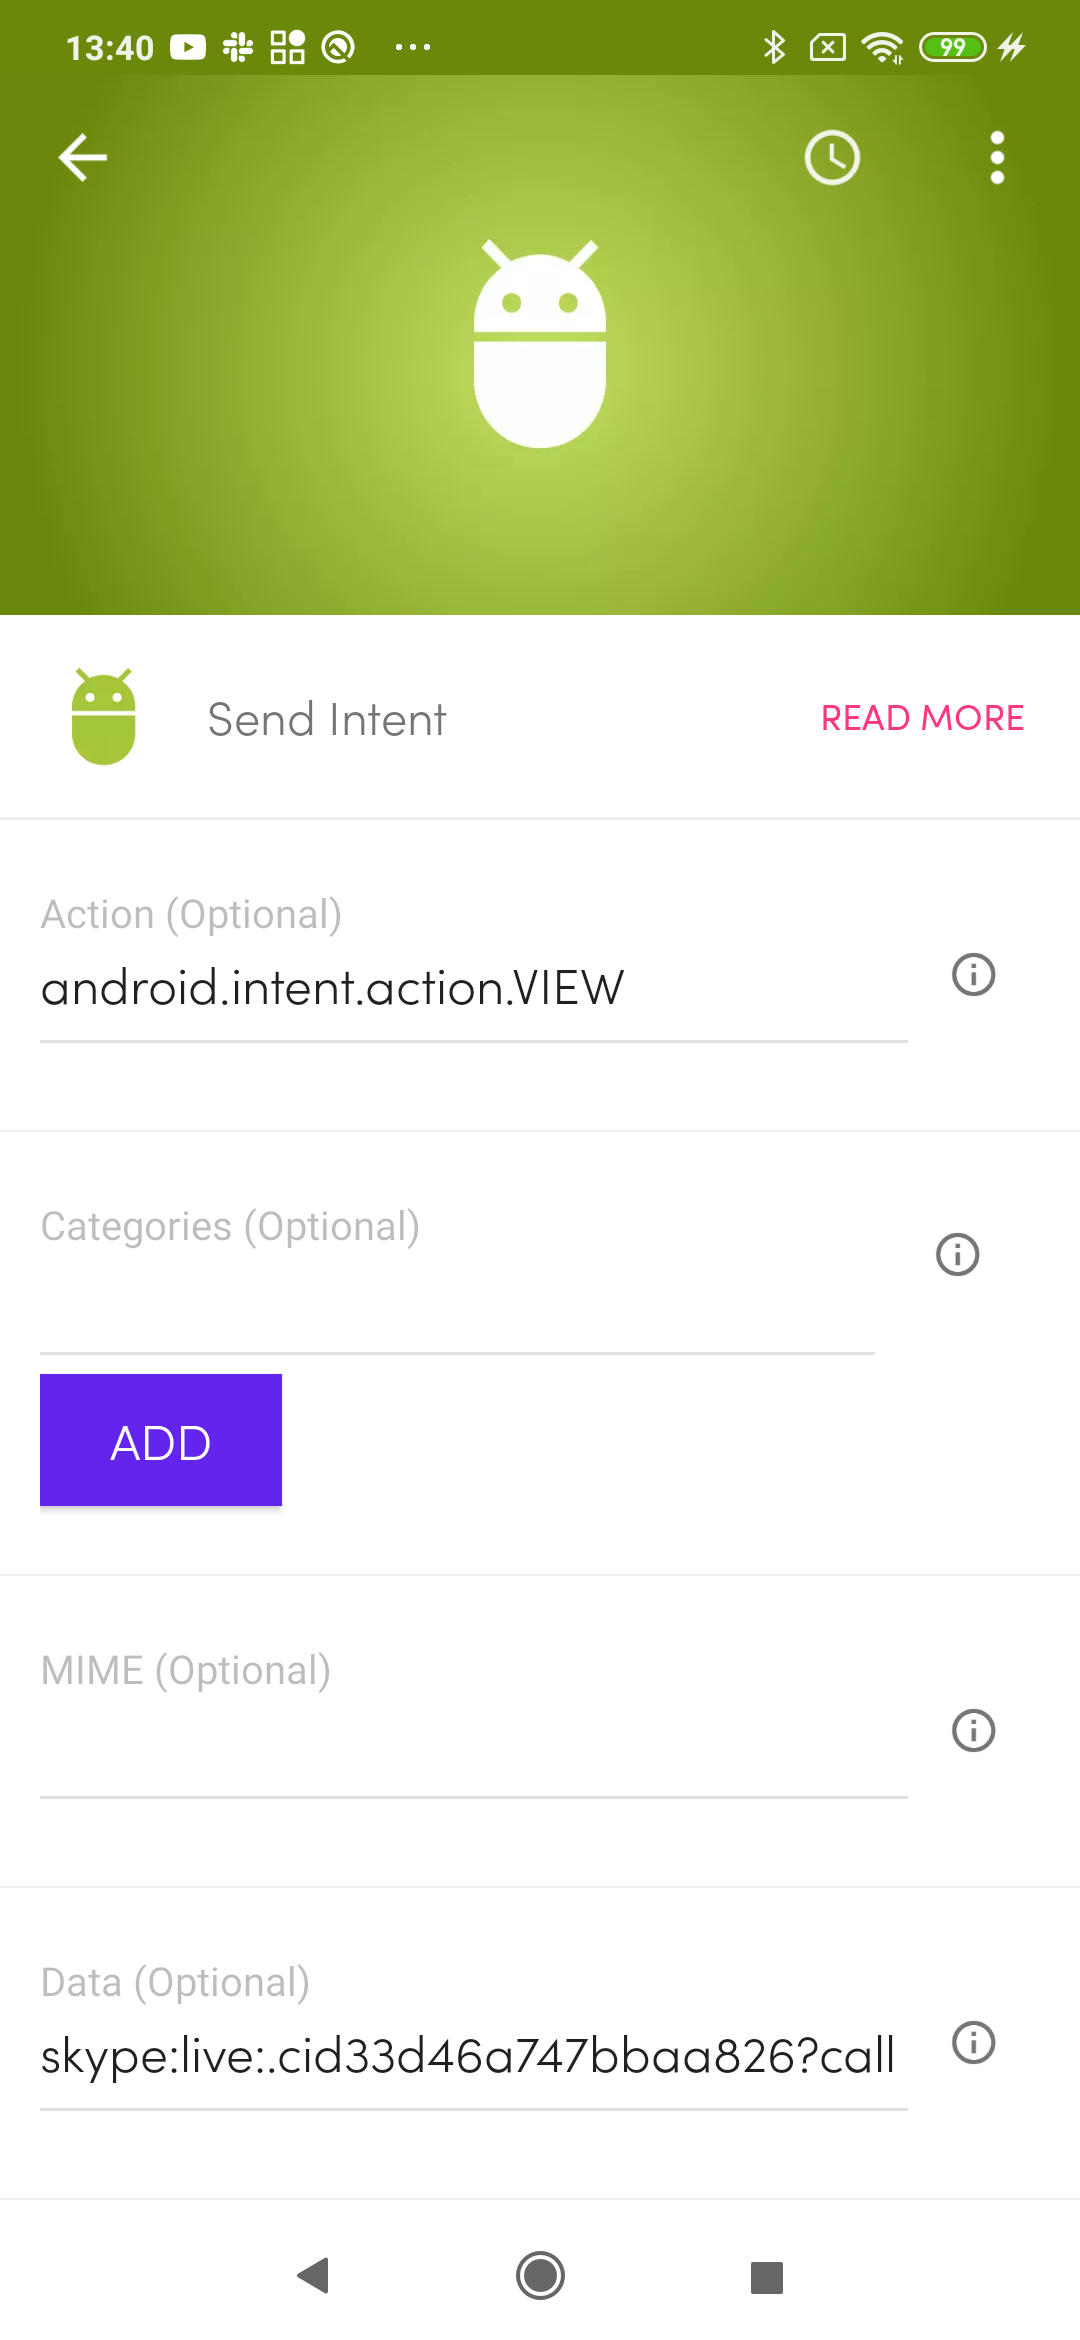 13:40
99
Send Intent
READ MORE
Action (Optional)
android.intent.action.VIEW
Categories (Optional)
ADD
MIME (Optional)
Data (Optional)
skype:live:.cid33d46a747bbaa826?call